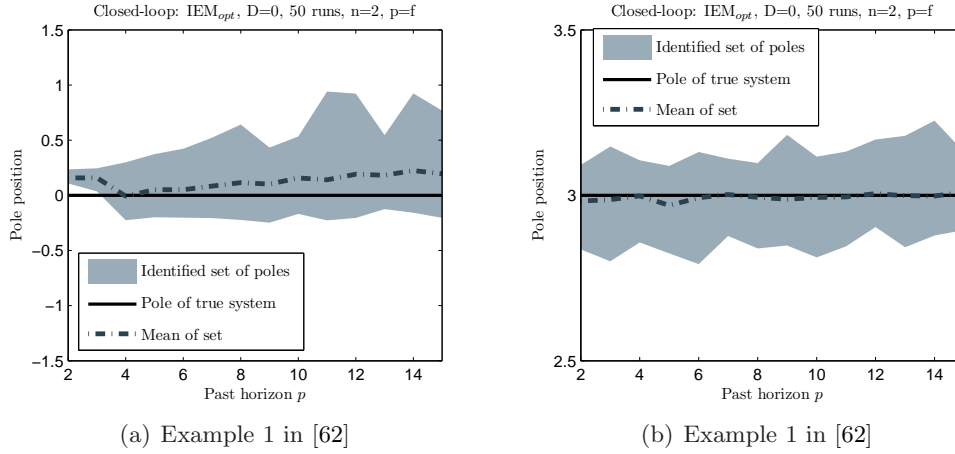 Closed-loop: IEM_opt, D=0, 50 runs, n=2, p=f
1.5
1
0.5
0
−0.5
−1
−1.5
Pole position
Identified set of poles
Pole of true system
Mean of set
2 4 6 8 10 12 14
Past horizon p
(a) Example 1 in [62]
Closed-loop: IEM_opt, D=0, 50 runs, n=2, p=f
3.5
3
2.5
Pole position
Identified set of poles
Pole of true system
Mean of set
2 4 6 8 10 12 14
Past horizon p
(b) Example 1 in [62]